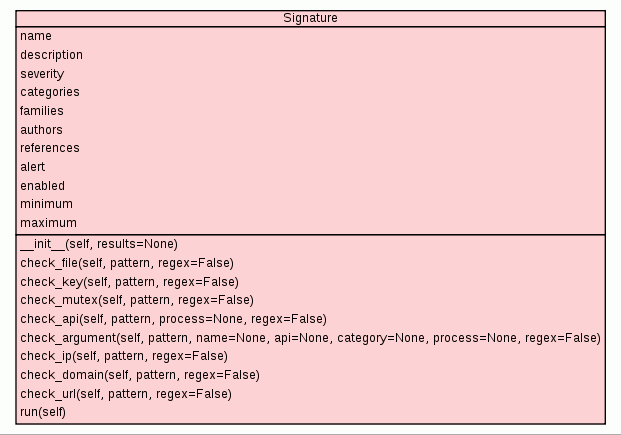 Signature
name
description
severity
categories
families
authors
references
alert
enabled
minimum
maximum
__init__(self, results=None)
check_file(self, pattern, regex=False)
check_key(self, pattern, regex=False)
check_mutex(self, pattern, regex=False)
check_api(self, pattern, process=None, regex=False)
check_argument(self, pattern, name=None, api=None, category=None, process=None, regex=False)
check_ip(self, pattern, regex=False)
check_domain(self, pattern, regex=False)
check_url(self, pattern, regex=False)
run(self)